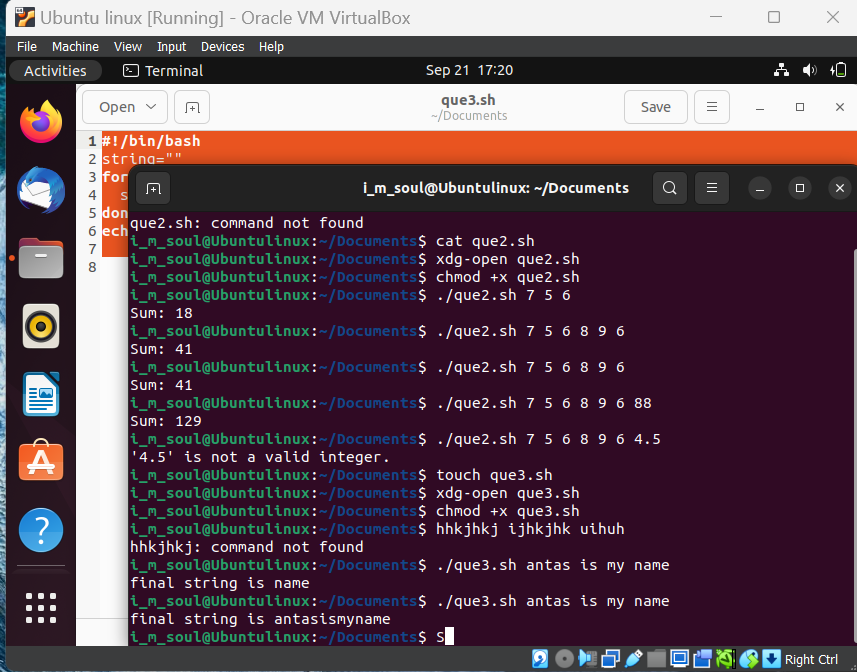 Ubuntu linux [Running] - Oracle VM VirtualBox
File Machine View Input Devices Help
Activities Terminal Sep 21 17:20
Open que3.sh Save
~/Documents
1 #!/bin/bash
2 string=""
3 for
4 s
5 don
6 ech
7
8
i_m_soul@Ubuntulinux: ~/Documents
que2.sh: command not found
i_m_soul@Ubuntulinux:~/Documents$ cat que2.sh
i_m_soul@Ubuntulinux:~/Documents$ xdg-open que2.sh
i_m_soul@Ubuntulinux:~/Documents$ chmod +x que2.sh
i_m_soul@Ubuntulinux:~/Documents$ ./que2.sh 7 5 6
Sum: 18
i_m_soul@Ubuntulinux:~/Documents$ ./que2.sh 7 5 6 8 9 6
Sum: 41
i_m_soul@Ubuntulinux:~/Documents$ ./que2.sh 7 5 6 8 9 6
Sum: 41
i_m_soul@Ubuntulinux:~/Documents$ ./que2.sh 7 5 6 8 9 6 88
Sum: 129
i_m_soul@Ubuntulinux:~/Documents$ ./que2.sh 7 5 6 8 9 6 4.5
'4.5' is not a valid integer.
i_m_soul@Ubuntulinux:~/Documents$ touch que3.sh
i_m_soul@Ubuntulinux:~/Documents$ xdg-open que3.sh
i_m_soul@Ubuntulinux:~/Documents$ chmod +x que3.sh
i_m_soul@Ubuntulinux:~/Documents$ hhkjhkj ijhkjhk uihuh
hhkjhkj: command not found
i_m_soul@Ubuntulinux:~/Documents$ ./que3.sh antas is my name
final string is name
i_m_soul@Ubuntulinux:~/Documents$ ./que3.sh antas is my name
final string is antasismyname
i_m_soul@Ubuntulinux:~/Documents$ S
Right Ctrl